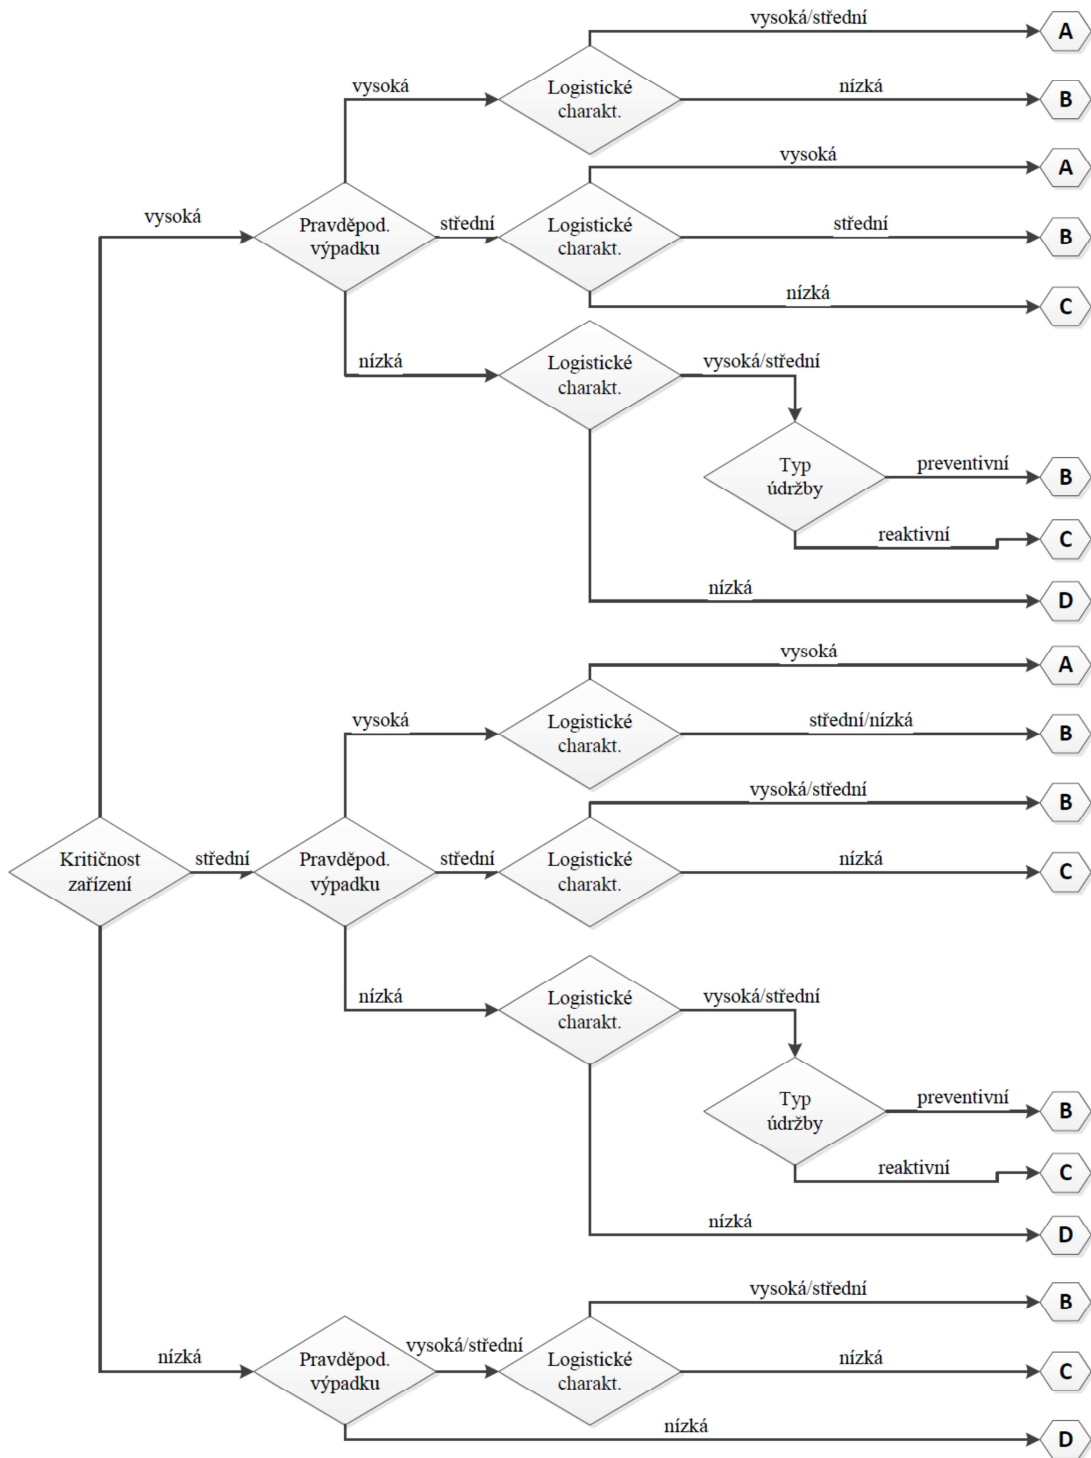 vysoká/střední
A
Logistické
charakt.
vysoká
nízká
B
vysoká
A
vysoká
Pravděpod.
výpadku
střední
Logistické
charakt.
střední
B
nízká
C
nízká
Logistické
charakt.
vysoká/střední
Typ
údržby
preventivní
B
reaktivní
C
nízká
D
vysoká
A
vysoká
Logistické
charakt.
střední/nízká
B
vysoká/střední
B
Kritičnost
zařízení
střední
Pravděpod.
výpadku
střední
Logistické
charakt.
nízká
C
nízká
Logistické
charakt.
vysoká/střední
Typ
údržby
preventivní
B
reaktivní
C
nízká
D
vysoká/střední
B
nízká
Pravděpod.
výpadku
vysoká/střední
Logistické
charakt.
nízká
C
nízká
D